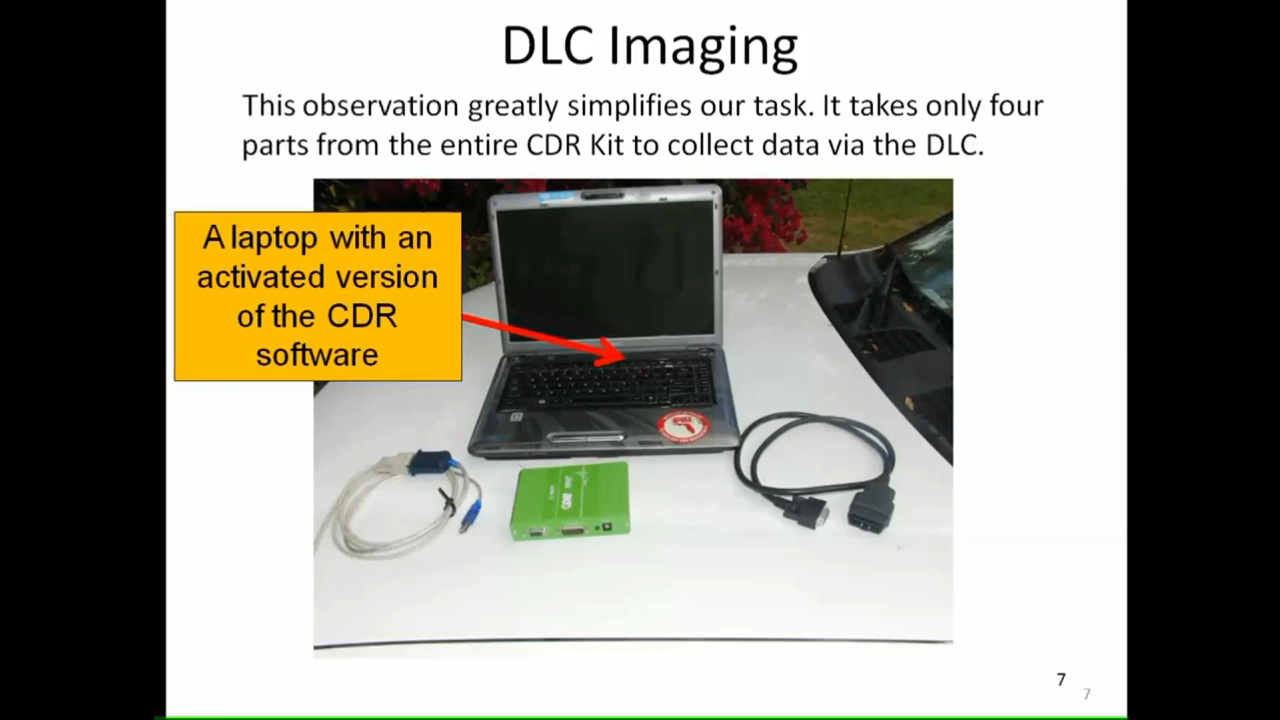 DLC Imaging
This observation greatly simplifies our task. It takes only four
parts from the entire CDR Kit to collect data via the DLC.
A laptop with an
activated version
of the CDR
software
7
7